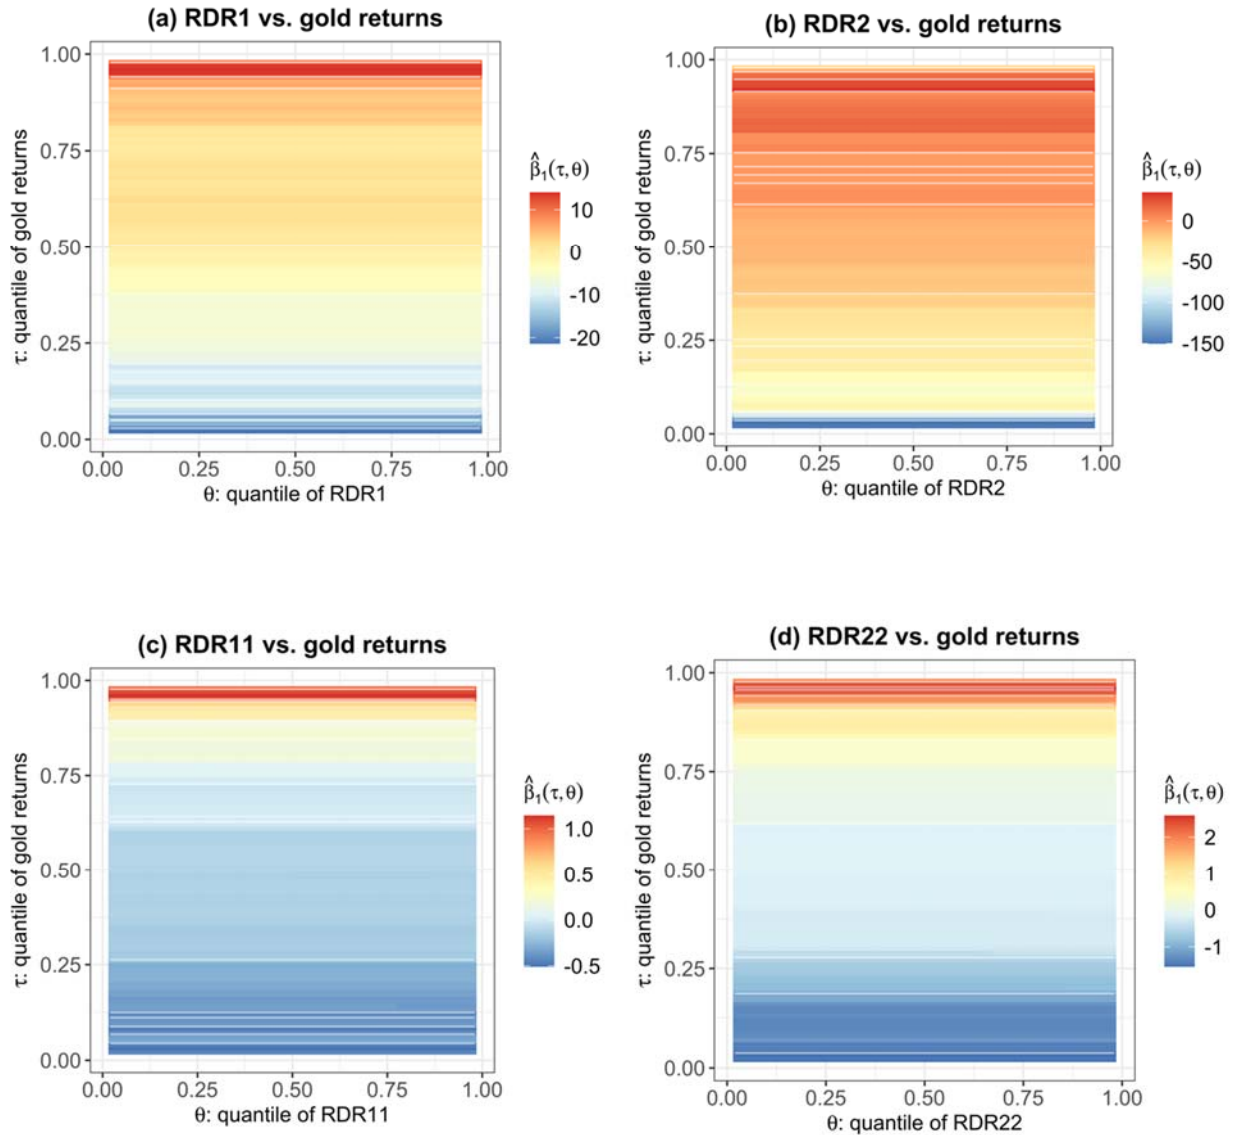 (a) RDR1 vs. gold returns
1.00
0.75
0.50
0.25
0.00
τ: quantile of gold returns
0.00 0.25 0.50 0.75 1.00
θ: quantile of RDR1
β̂₁(τ, θ)
10
0
-10
-20
(b) RDR2 vs. gold returns
1.00
0.75
0.50
0.25
0.00
τ: quantile of gold returns
0.00 0.25 0.50 0.75 1.00
θ: quantile of RDR2
β̂₁(τ, θ)
0
-50
-100
-150
(c) RDR11 vs. gold returns
1.00
0.75
0.50
0.25
0.00
τ: quantile of gold returns
0.00 0.25 0.50 0.75 1.00
θ: quantile of RDR11
β̂₁(τ, θ)
1.0
0.5
0.0
-0.5
(d) RDR22 vs. gold returns
1.00
0.75
0.50
0.25
0.00
τ: quantile of gold returns
0.00 0.25 0.50 0.75 1.00
θ: quantile of RDR22
β̂₁(τ, θ)
2
1
0
-1